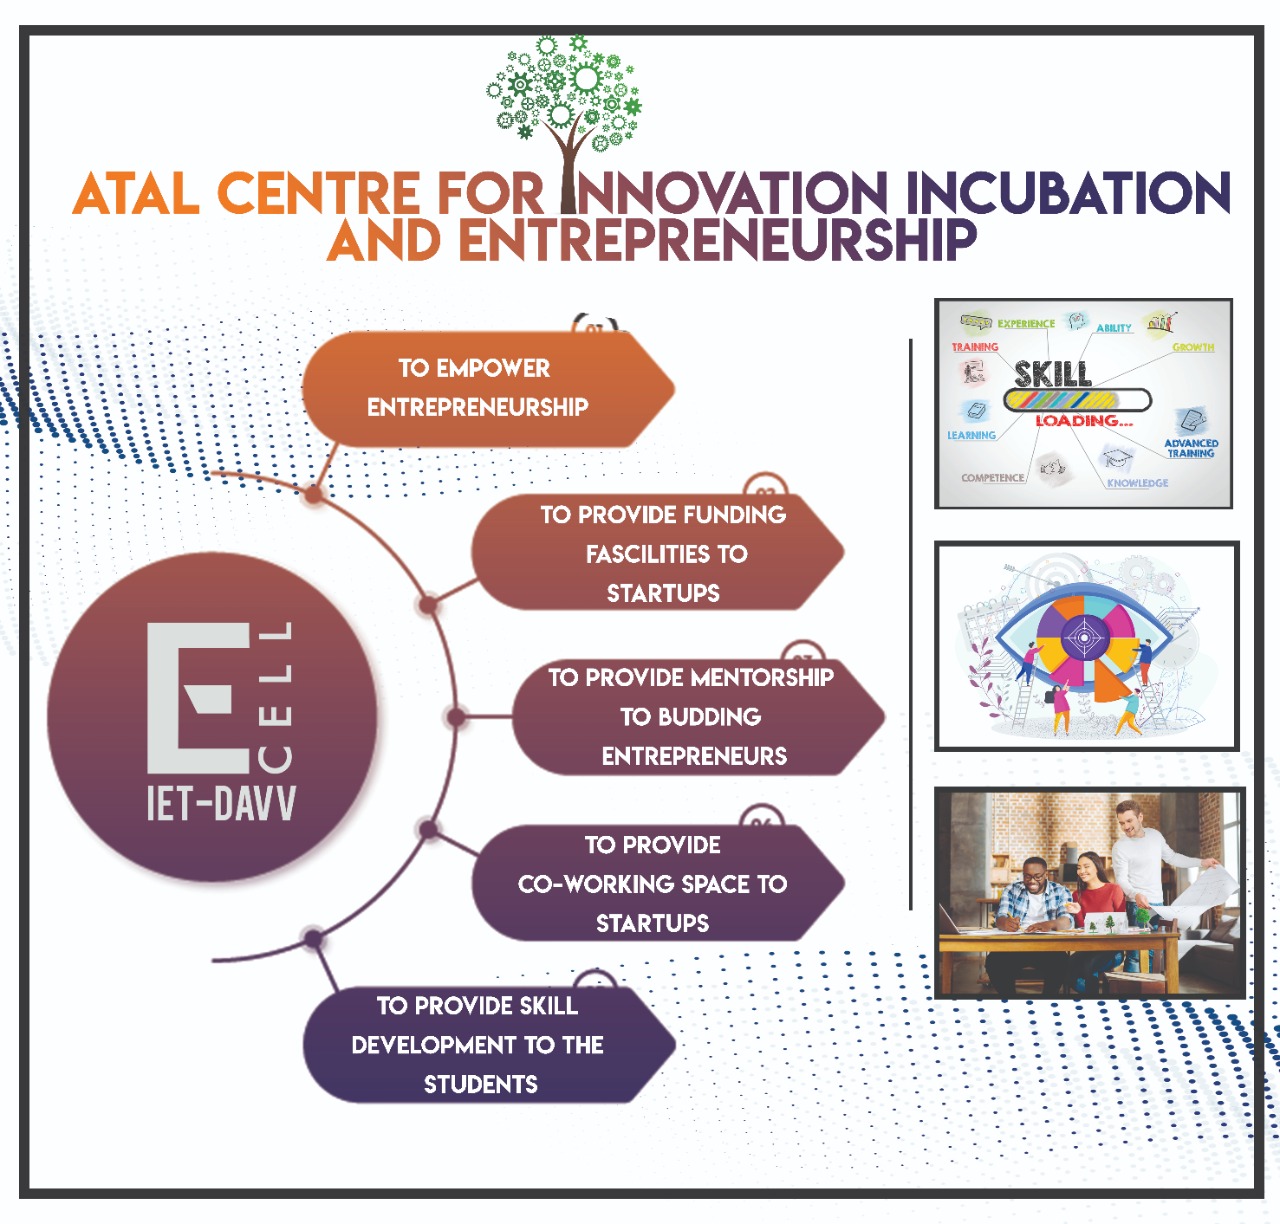 ATAL CENTRE FOR INNOVATION INCUBATION
AND ENTREPRENEURSHIP
TO EMPOWER
ENTREPRENEURSHIP
TO PROVIDE FUNDING
FASCILITIES TO
STARTUPS
TO PROVIDE MENTORSHIP
TO BUDDING
ENTREPRENEURS
TO PROVIDE
CO-WORKING SPACE TO
STARTUPS
TO PROVIDE SKILL
DEVELOPMENT TO THE
STUDENTS
E CELL
IET-DAVV
EXPERIENCE
ABILITY
TRAINING
GROWTH
SKILL
LOADING...
LEARNING
ADVANCED
TRAINING
COMPETENCE
KNOWLEDGE